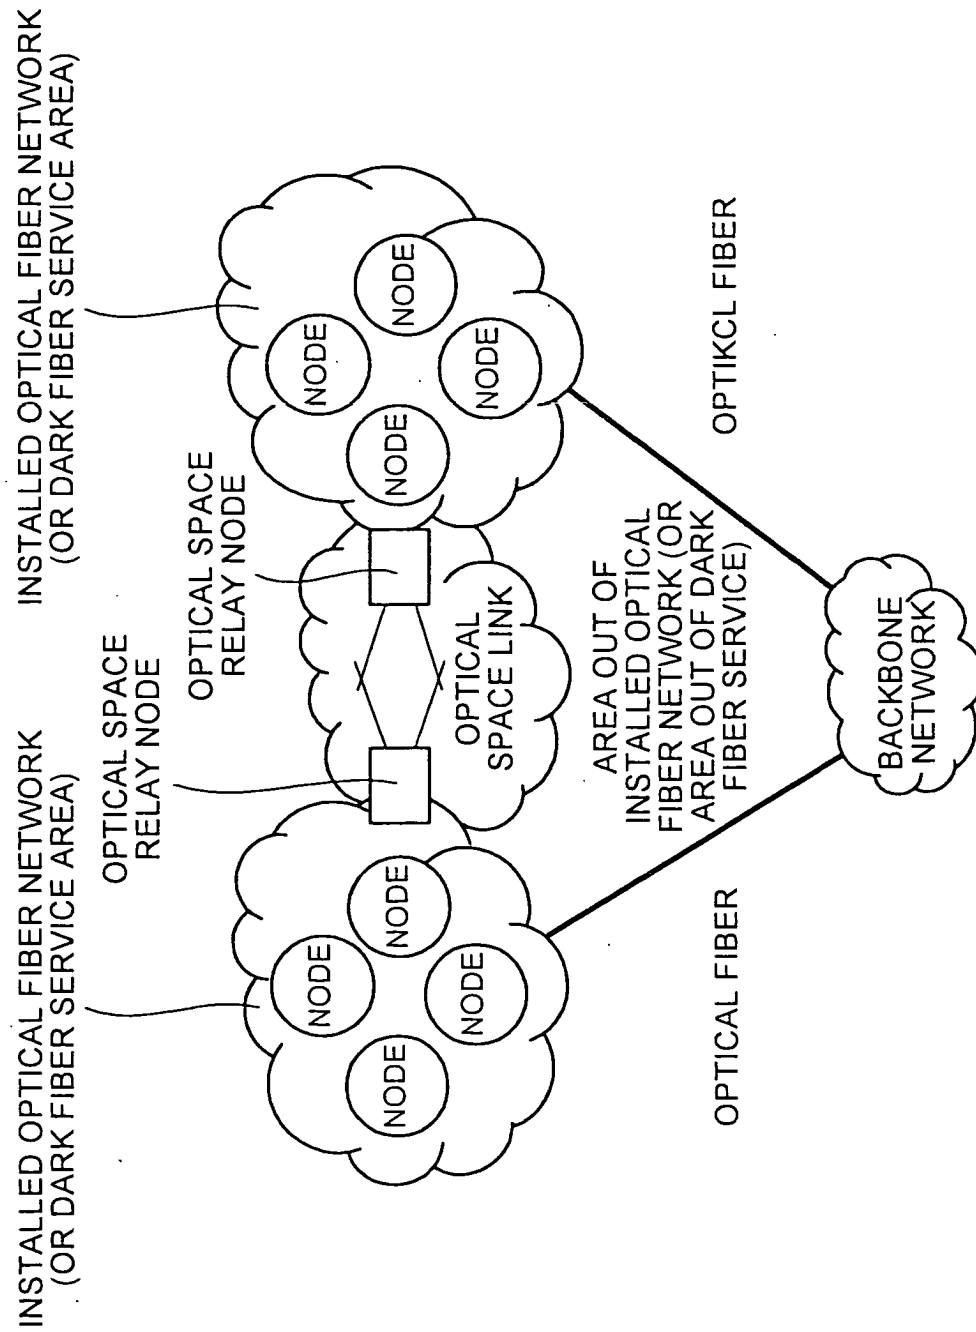 INSTALLED OPTICAL FIBER NETWORK
(OR DARK FIBER SERVICE AREA)
INSTALLED OPTICAL FIBER NETWORK
(OR DARK FIBER SERVICE AREA)
OPTICAL SPACE
RELAY NODE
OPTICAL SPACE
RELAY NODE
NODE
NODE
NODE
NODE
NODE
NODE
NODE
NODE
OPTICAL
SPACE LINK
AREA OUT OF
INSTALLED OPTICAL
FIBER NETWORK (OR
AREA OUT OF DARK
FIBER SERVICE)
OPTICAL FIBER
OPTIKCL FIBER
BACKBONE
NETWORK